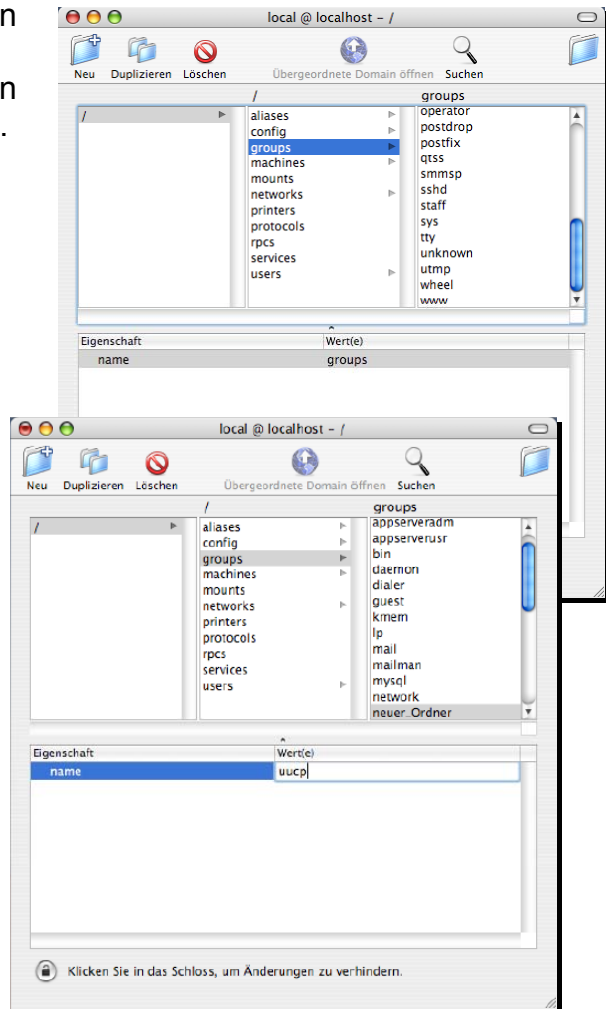 n
n
.
local @ localhost – /
Neu Duplizieren Löschen Übergeordnete Domain öffnen Suchen
/ groups
/
aliases
config
groups
machines
mounts
networks
printers
protocols
rpcs
services
users
operator
postdrop
postfix
qtss
smmsp
sshd
staff
sys
tty
unknown
utmp
wheel
www
Eigenschaft Wert(e)
name groups
local @ localhost – /
Neu Duplizieren Löschen Übergeordnete Domain öffnen Suchen
/ groups
/
aliases
config
groups
machines
mounts
networks
printers
protocols
rpcs
services
users
appserveradm
appserverusr
bin
daemon
dialer
guest
kmem
lp
mail
mailman
mysql
network
neuer_Ordner
Eigenschaft Wert(e)
name uucp
Klicken Sie in das Schloss, um Änderungen zu verhindern.